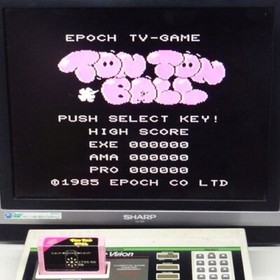 EPOCH TV-GAME
TON TON
BALL
PUSH SELECT KEY!
HIGH SCORE
EXE 000000
AMA 000000
PRO 000000
©1985 EPOCH CO LTD
SHARP
Vision